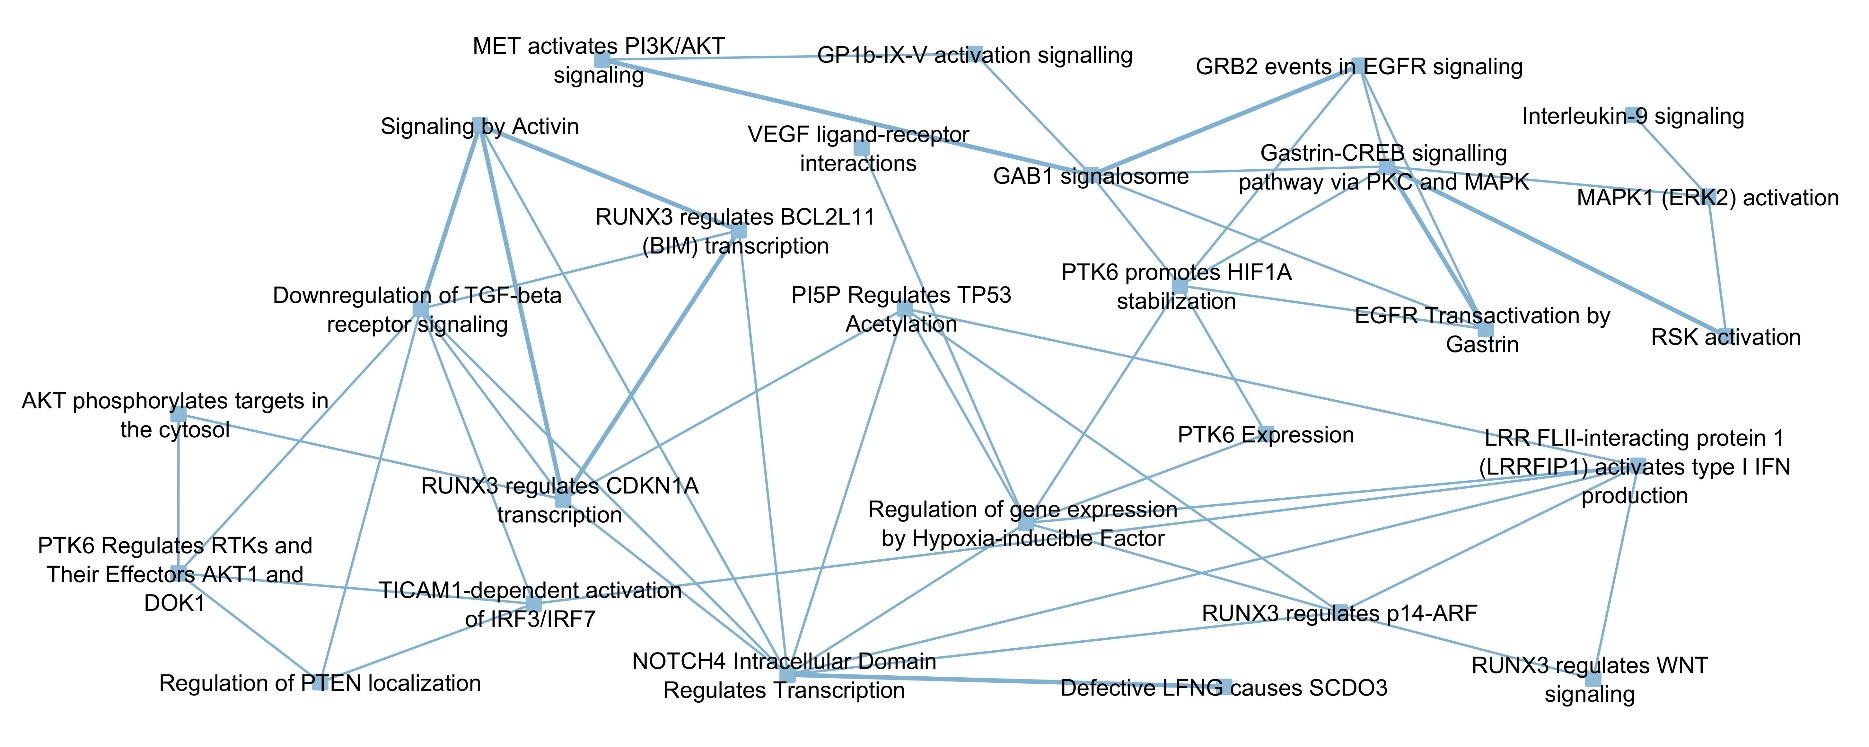 MET activates PI3K/AKT
signaling
GP1b-IX-V activation signalling
GRB2 events in EGFR signaling
Interleukin-9 signaling
Signaling by Activin
VEGF ligand-receptor
interactions
GAB1 signalosome
Gastrin-CREB signalling
pathway via PKC and MAPK
MAPK1 (ERK2) activation
RUNX3 regulates BCL2L11
(BIM) transcription
Downregulation of TGF-beta
receptor signaling
PI5P Regulates TP53
Acetylation
PTK6 promotes HIF1A
stabilization
EGFR Transactivation by
Gastrin
RSK activation
AKT phosphorylates targets in
the cytosol
PTK6 Expression
LRR FLII-interacting protein 1
(LRRFIP1) activates type I IFN
production
RUNX3 regulates CDKN1A
transcription
Regulation of gene expression
by Hypoxia-inducible Factor
PTK6 Regulates RTKs and
Their Effectors AKT1 and
DOK1
TICAM1-dependent activation
of IRF3/IRF7
RUNX3 regulates p14-ARF
Regulation of PTEN localization
NOTCH4 Intracellular Domain
Regulates Transcription
Defective LFNG causes SCDO3
RUNX3 regulates WNT
signaling